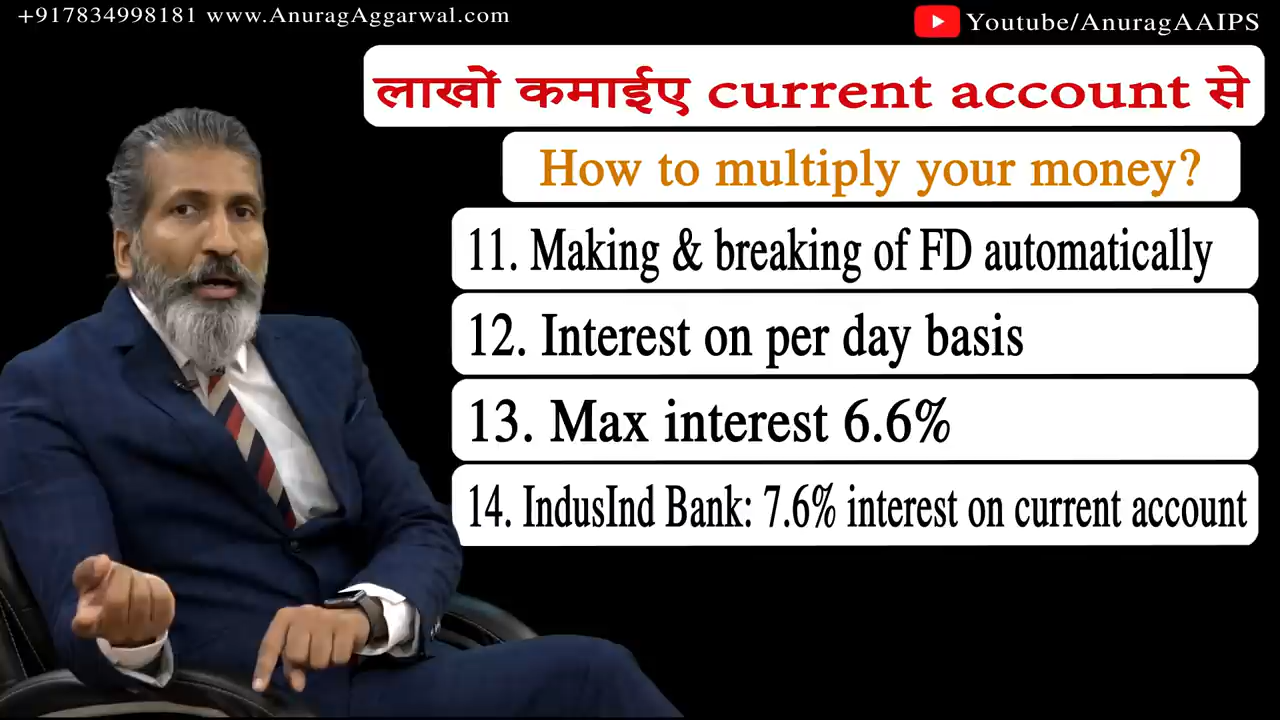 +917834998181 www.AnuragAggarwal.com
Youtube/AnuragAAIPS
लाखों कमाईए current account से
How to multiply your money?
11. Making & breaking of FD automatically
12. Interest on per day basis
13. Max interest 6.6%
14. IndusInd Bank: 7.6% interest on current account